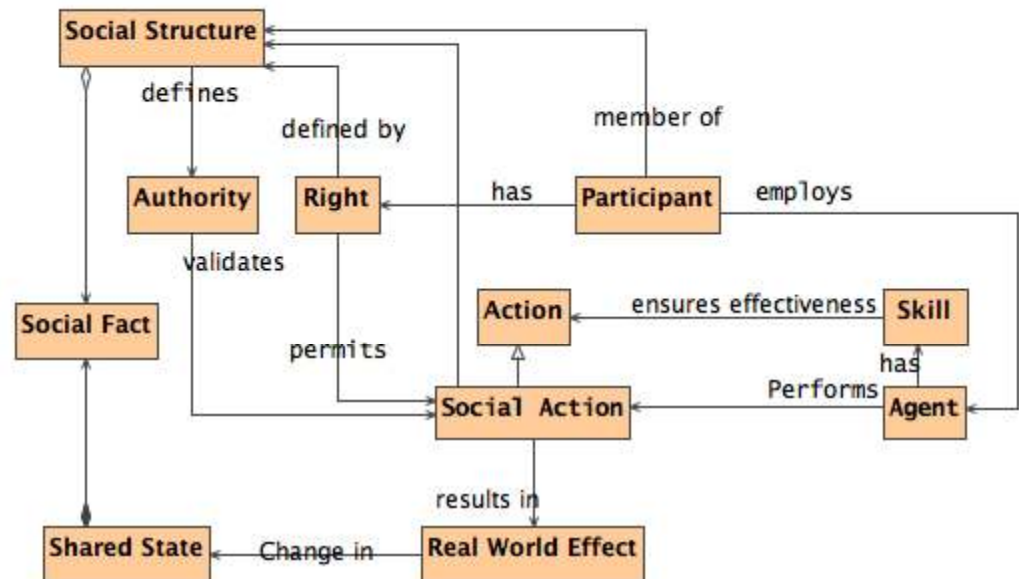 Social Structure
defines
defined by
member of
Authority
Right
has
Participant
employs
validates
Social Fact
Action
ensures effectiveness
Skill
permits
has
Social Action
Performs
Agent
results in
Shared State
Change in
Real World Effect